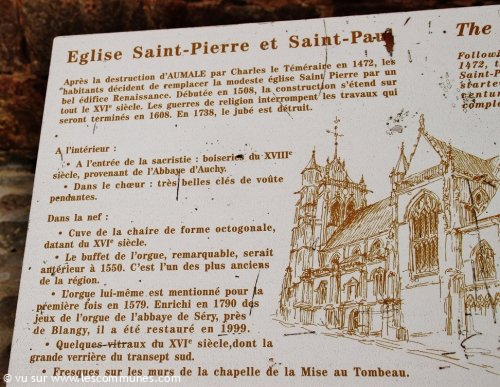 Eglise Saint-Pierre et Saint-Paul
Après la destruction d'AUMALE par Charles le Téméraire en 1472, les
habitants décident de remplacer la modeste église Saint Pierre par un
bel édifice Renaissance. Débutée en 1508, la construction s'étend sur
tout le XVIe siècle. Les guerres de religion interrompent les travaux qui
seront terminés en 1608. En 1738, le jubé est détruit.
A l'intérieur :
• A l'entrée de la sacristie : boiseries du XVIIIe
siècle, provenant de l'Abbaye d'Auchy.
• Dans le chœur : très belles clés de voûte
pendantes.
Dans la nef :
• Cuve de la chaire de forme octogonale,
datant du XVIe siècle.
• Le buffet de l'orgue, remarquable, serait
antérieur à 1550. C'est l'un des plus anciens
de la région.
• L'orgue lui-même est mentionné pour la
première fois en 1579. Enrichi en 1790 des
jeux de l'orgue de l'abbaye de Séry, près
de Blangy, il a été restauré en 1999.
• Quelques vitraux du XVIe siècle,dont la
grande verrière du transept sud.
• Fresques sur les murs de la chapelle de la Mise au Tombeau.
The
1472, t
Saint-
© vu sur www.lescommunes.com